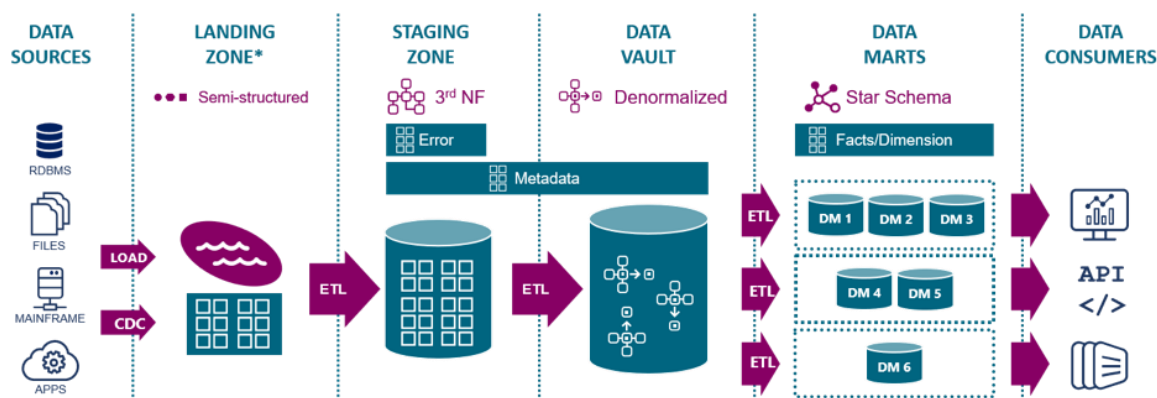 DATA
SOURCES
LANDING
ZONE*
STAGING
ZONE
DATA
VAULT
DATA
MARTS
DATA
CONSUMERS
Semi-structured
3rd NF
Denormalized
Star Schema
Error
Facts/Dimension
Metadata
RDBMS
FILES
MAINFRAME
APPS
LOAD
CDC
ETL
ETL
ETL
ETL
ETL
DM 1
DM 2
DM 3
DM 4
DM 5
DM 6
API
</>